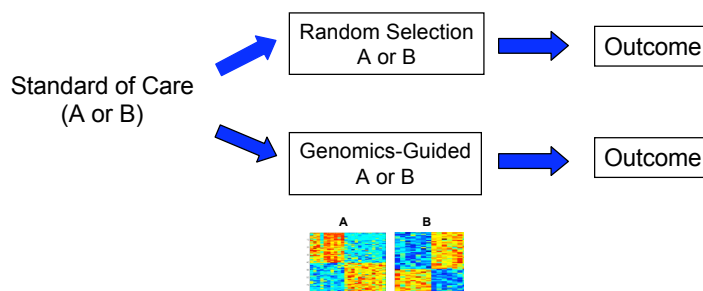 Standard of Care
(A or B)
Random Selection
A or B
Outcome
Genomics-Guided
A or B
Outcome
A
B